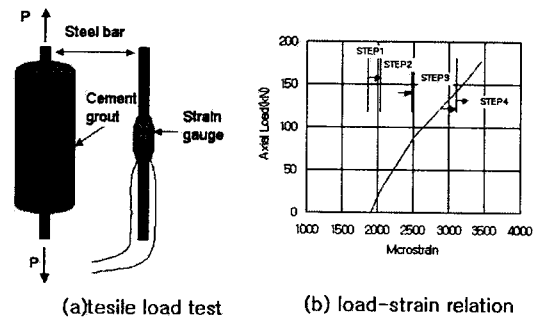 P
Steel bar
Cement
grout
Strain
gauge
P
(a)tesile load test
200
150
100
50
0
Axial Load(kN)
STEP1
STEP2
STEP3
STEP4
1000 1500 2000 2500 3000 3500 4000
Microstrain
(b) load-strain relation